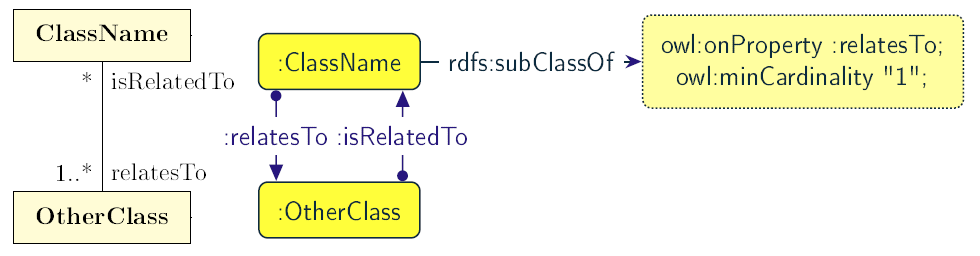 ClassName
* isRelatedTo
1..* relatesTo
OtherClass
:ClassName
rdfs:subClassOf
owl:onProperty :relatesTo;
owl:minCardinality "1";
:relatesTo :isRelatedTo
:OtherClass